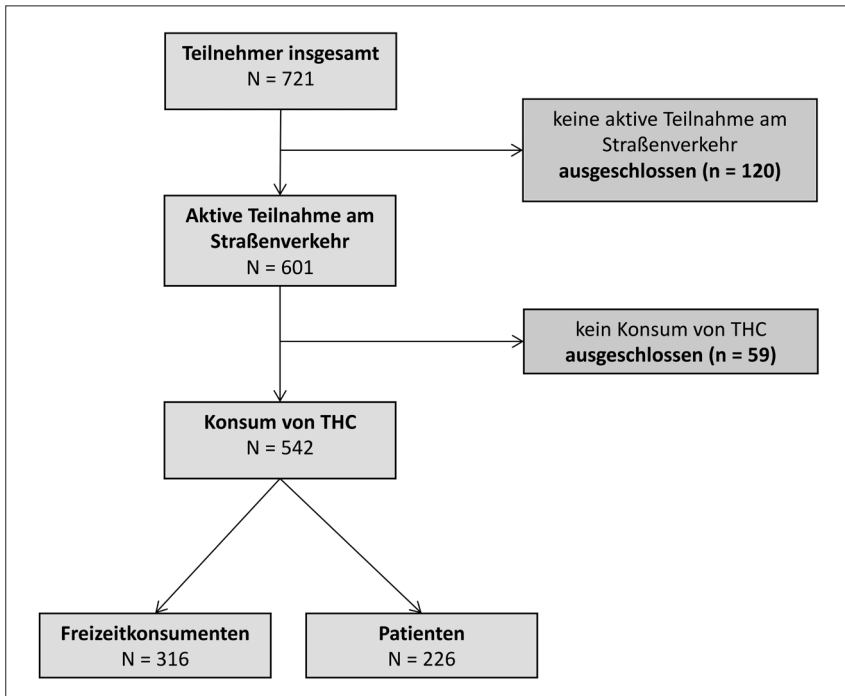 Teilnehmer insgesamt
N = 721
keine aktive Teilnahme am
Straßenverkehr
ausgeschlossen (n = 120)
Aktive Teilnahme am
Straßenverkehr
N = 601
kein Konsum von THC
ausgeschlossen (n = 59)
Konsum von THC
N = 542
Freizeitkonsumenten
N = 316
Patienten
N = 226